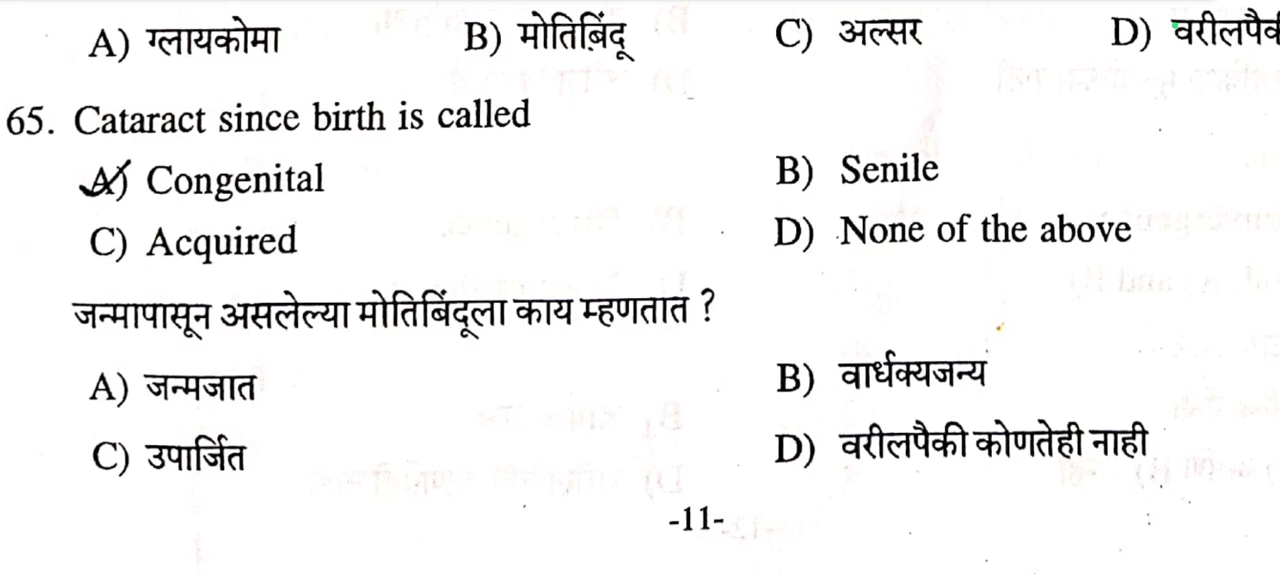 A) ग्लायकोमा B) मोतिबिंदू C) अल्सर D) वरीलपैकी
65. Cataract since birth is called
A) Congenital B) Senile
C) Acquired D) None of the above
जन्मापासून असलेल्या मोतिबिंदूला काय म्हणतात ?
A) जन्मजात B) वार्धक्यजन्य
C) उपार्जित D) वरीलपैकी कोणतेही नाही
-11-